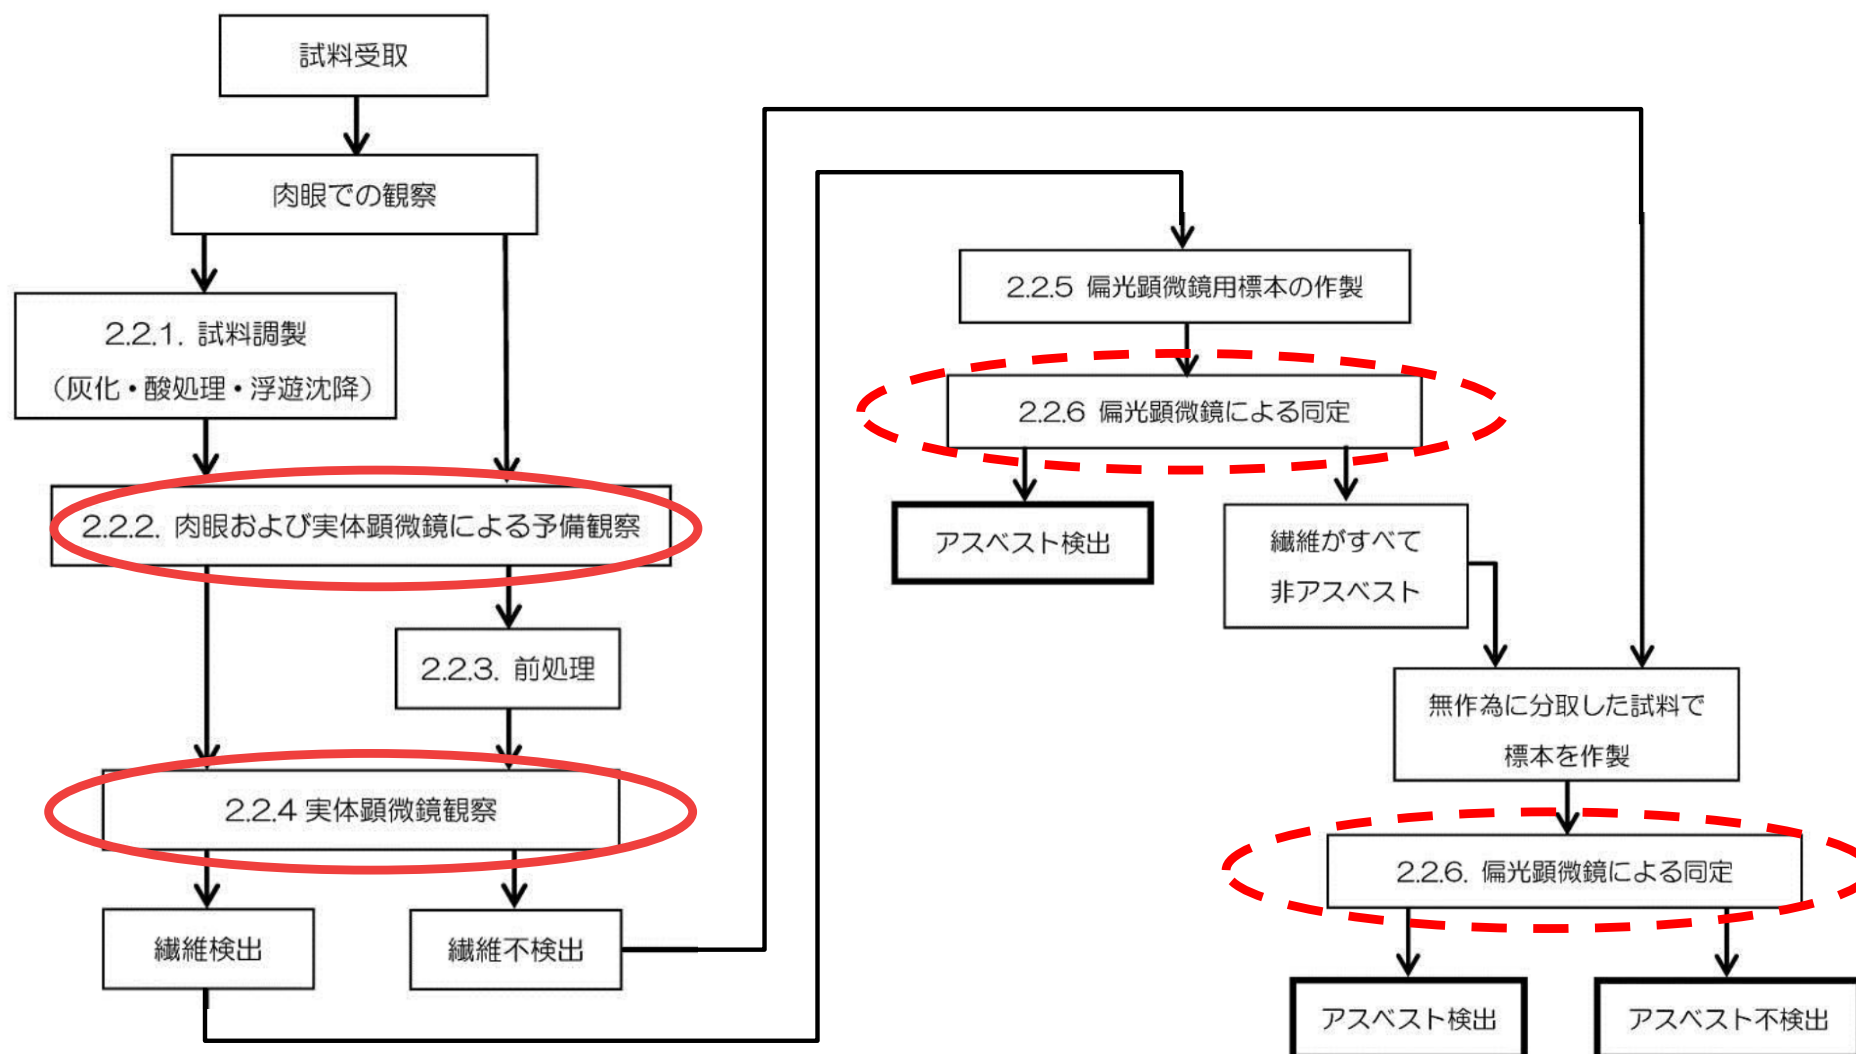 試料受取
肉眼での観察
2.2.1. 試料調製
（灰化・酸処理・浮遊沈降）
2.2.2. 肉眼および実体顕微鏡による予備観察
2.2.3. 前処理
2.2.4 実体顕微鏡観察
繊維検出
繊維不検出
2.2.5 偏光顕微鏡用標本の作製
2.2.6 偏光顕微鏡による同定
アスベスト検出
繊維がすべて
非アスベスト
無作為に分取した試料で
標本を作製
2.2.6. 偏光顕微鏡による同定
アスベスト検出
アスベスト不検出